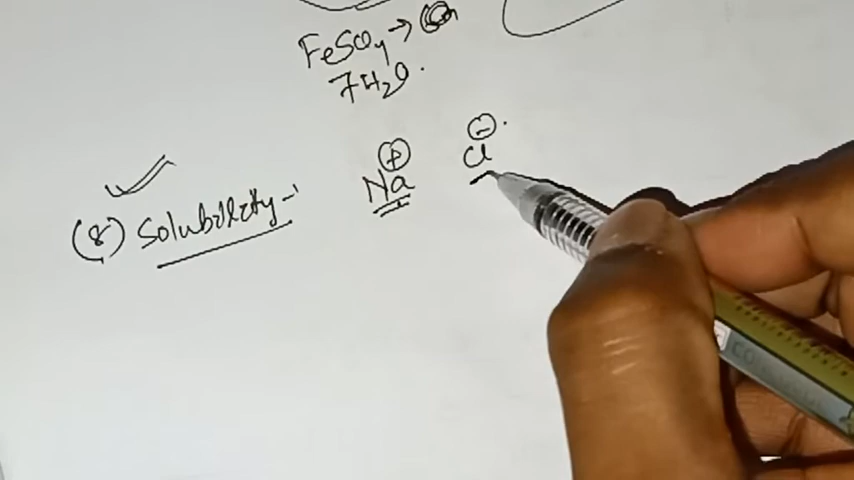 FeSO4 →
7H2O.
(8) Solubility -
Na⊕ Cl⊖.